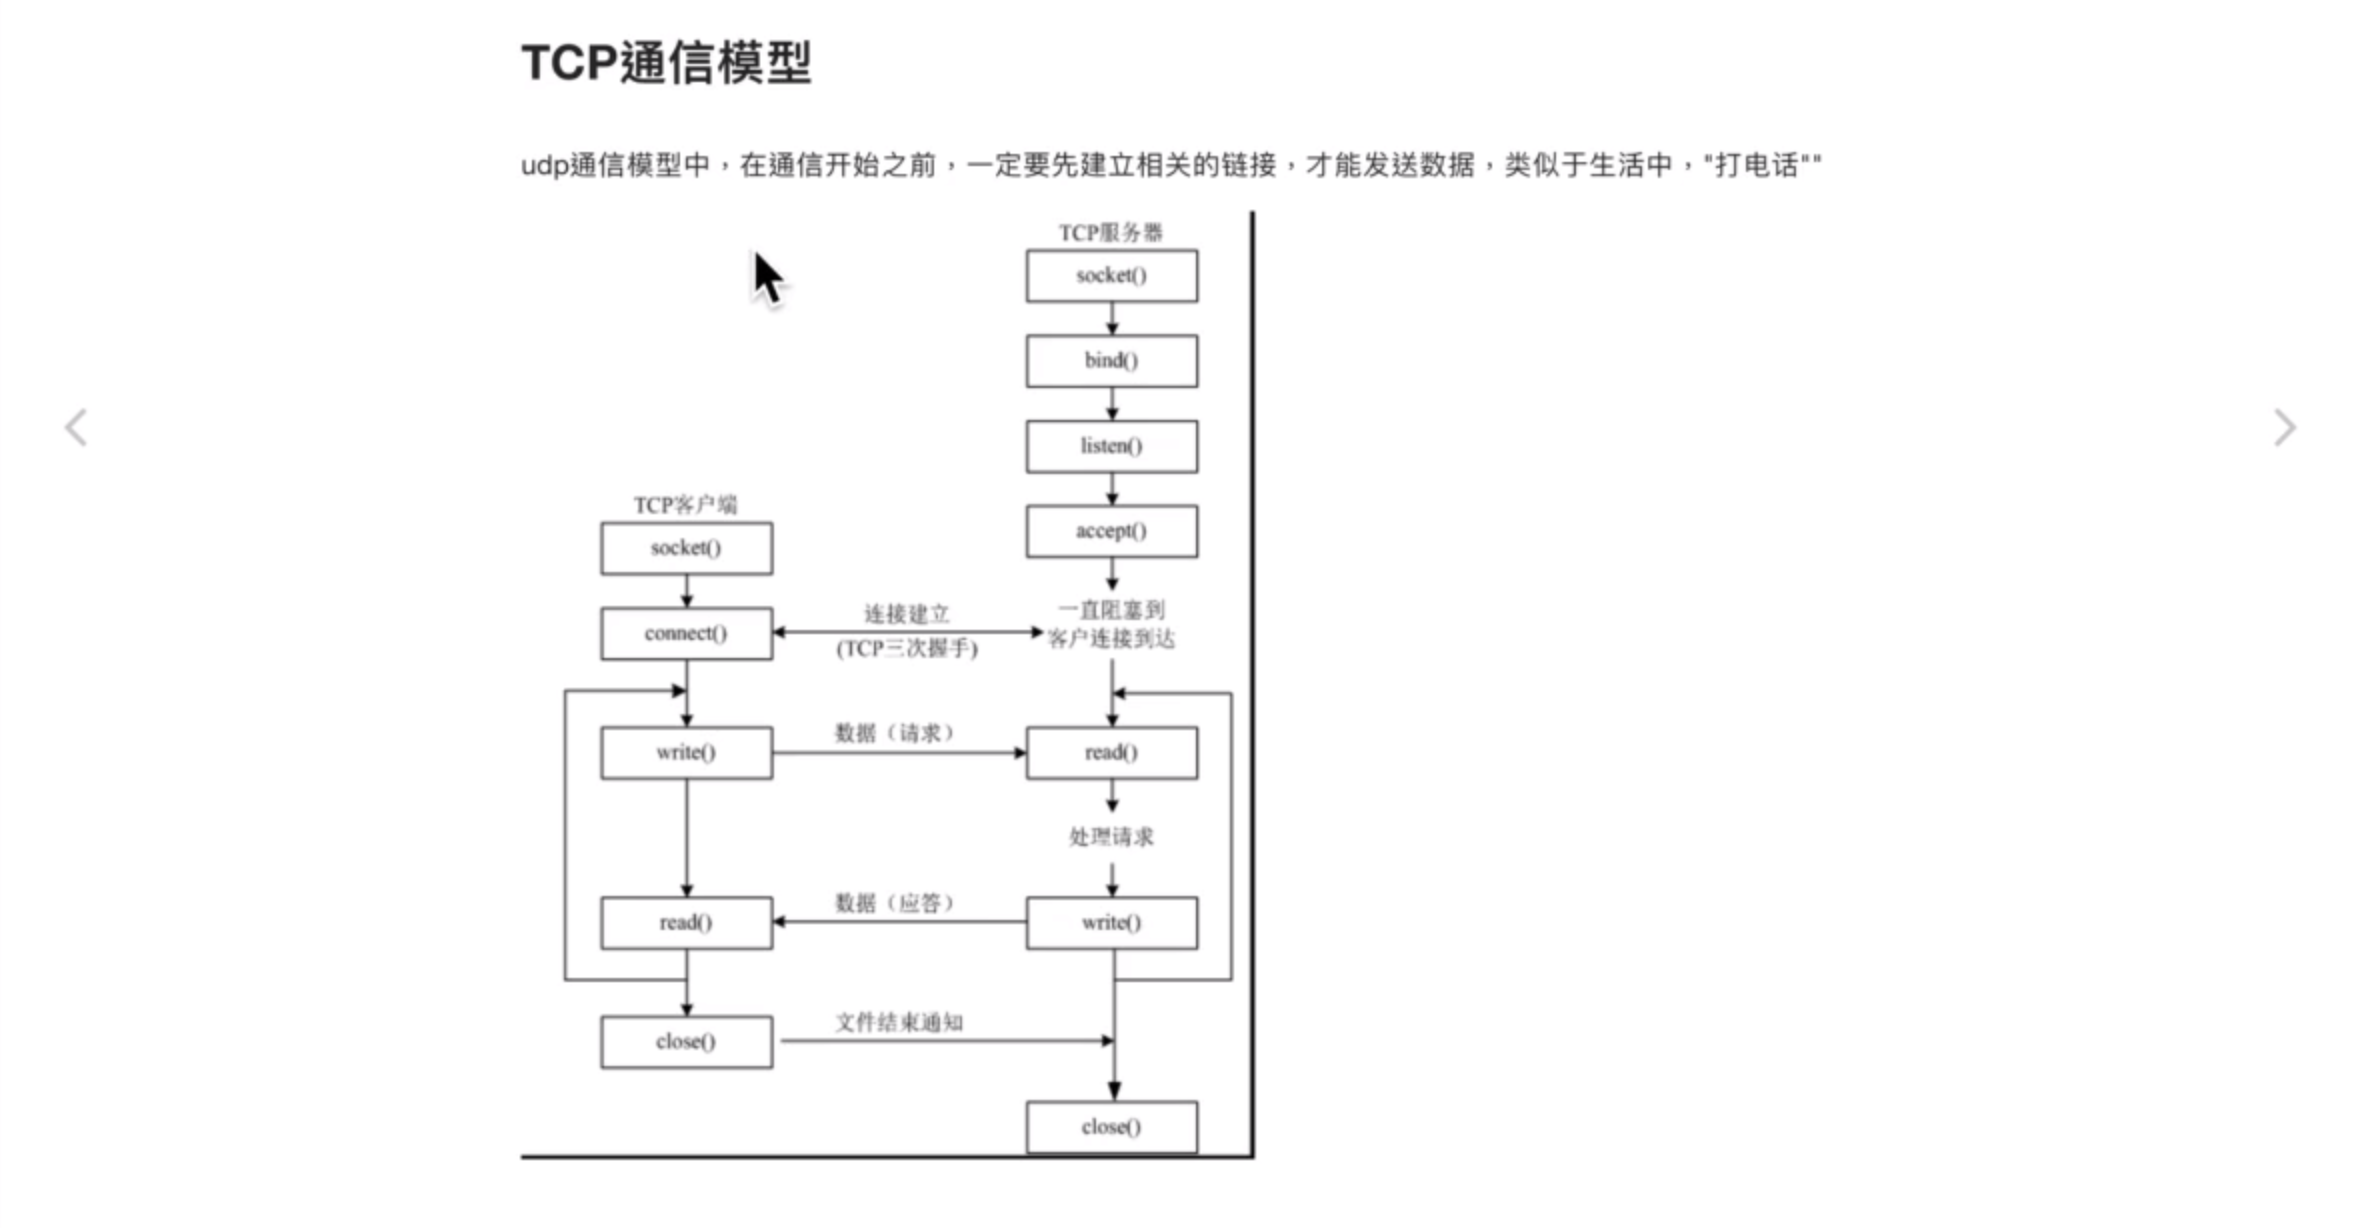 TCP通信模型
udp通信模型中，在通信开始之前，一定要先建立相关的链接，才能发送数据，类似于生活中，"打电话""
TCP服务器
socket()
bind()
listen()
accept()
TCP客户端
socket()
connect()
连接建立
(TCP三次握手)
一直阻塞到
客户连接到达
write()
数据（请求）
read()
处理请求
read()
数据（应答）
write()
close()
文件结束通知
close()